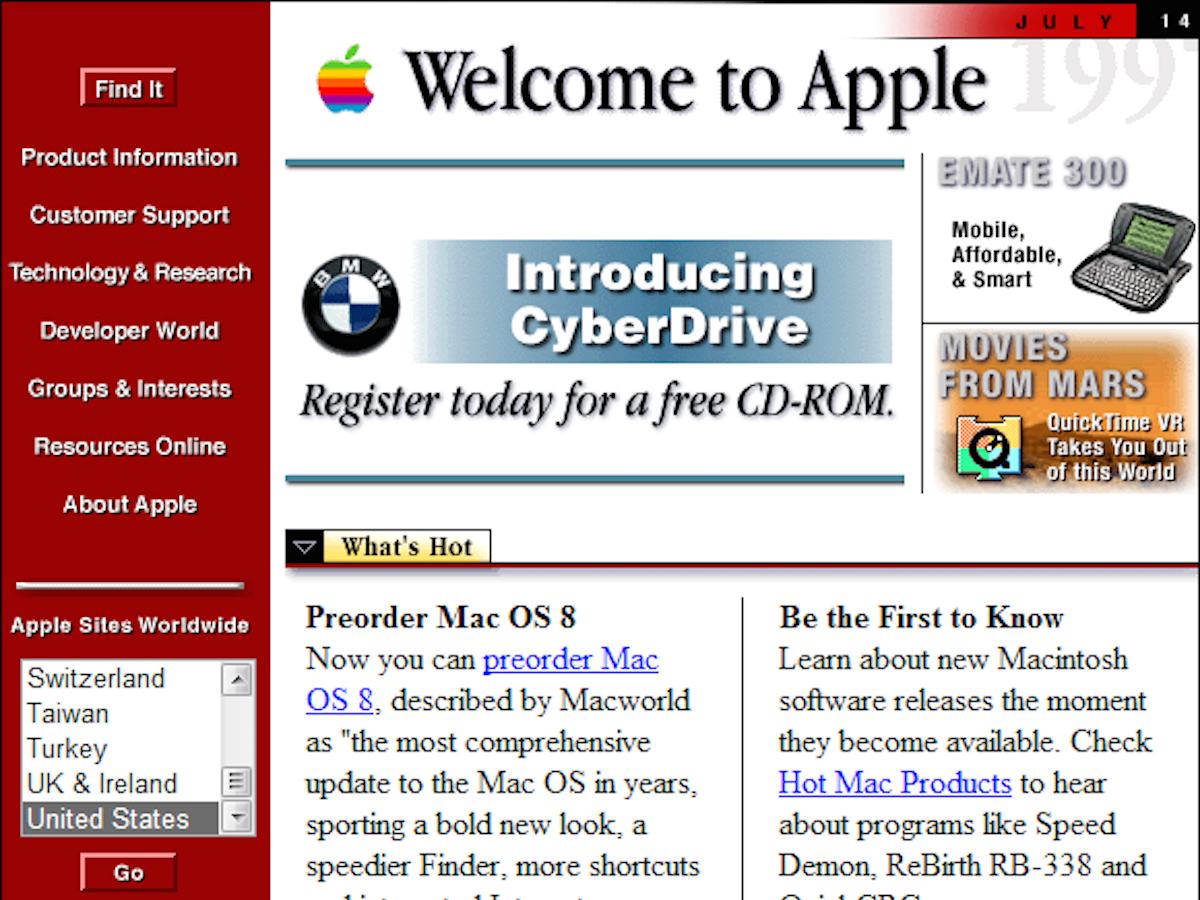 JULY 14
1997
Welcome to Apple
Find It
Product Information
Customer Support
Technology & Research
Developer World
Groups & Interests
Resources Online
About Apple
Apple Sites Worldwide
Switzerland
Taiwan
Turkey
UK & Ireland
United States
Go
BMW
Introducing
CyberDrive
Register today for a free CD-ROM.
EMATE 300
Mobile,
Affordable,
& Smart
MOVIES
FROM MARS
QuickTime VR
Takes You Out
of this World
What's Hot
Preorder Mac OS 8
Now you can preorder Mac
OS 8, described by Macworld
as "the most comprehensive
update to the Mac OS in years,
sporting a bold new look, a
speedier Finder, more shortcuts
Be the First to Know
Learn about new Macintosh
software releases the moment
they become available. Check
Hot Mac Products to hear
about programs like Speed
Demon, ReBirth RB-338 and